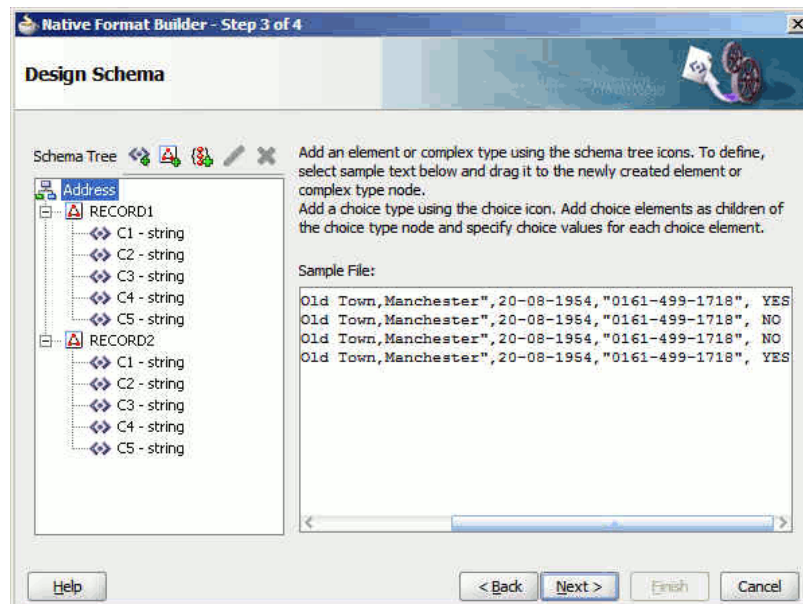 Native Format Builder - Step 3 of 4
Design Schema
Schema Tree
Address
RECORD1
C1 - string
C2 - string
C3 - string
C4 - string
C5 - string
RECORD2
C1 - string
C2 - string
C3 - string
C4 - string
C5 - string
Add an element or complex type using the schema tree icons. To define,
select sample text below and drag it to the newly created element or
complex type node.
Add a choice type using the choice icon. Add choice elements as children of
the choice type node and specify choice values for each choice element.
Sample File:
Old Town,Manchester",20-08-1954,"0161-499-1718", YES
Old Town,Manchester",20-08-1954,"0161-499-1718", NO
Old Town,Manchester",20-08-1954,"0161-499-1718", NO
Old Town,Manchester",20-08-1954,"0161-499-1718", YES
Help
< Back
Next >
Finish
Cancel